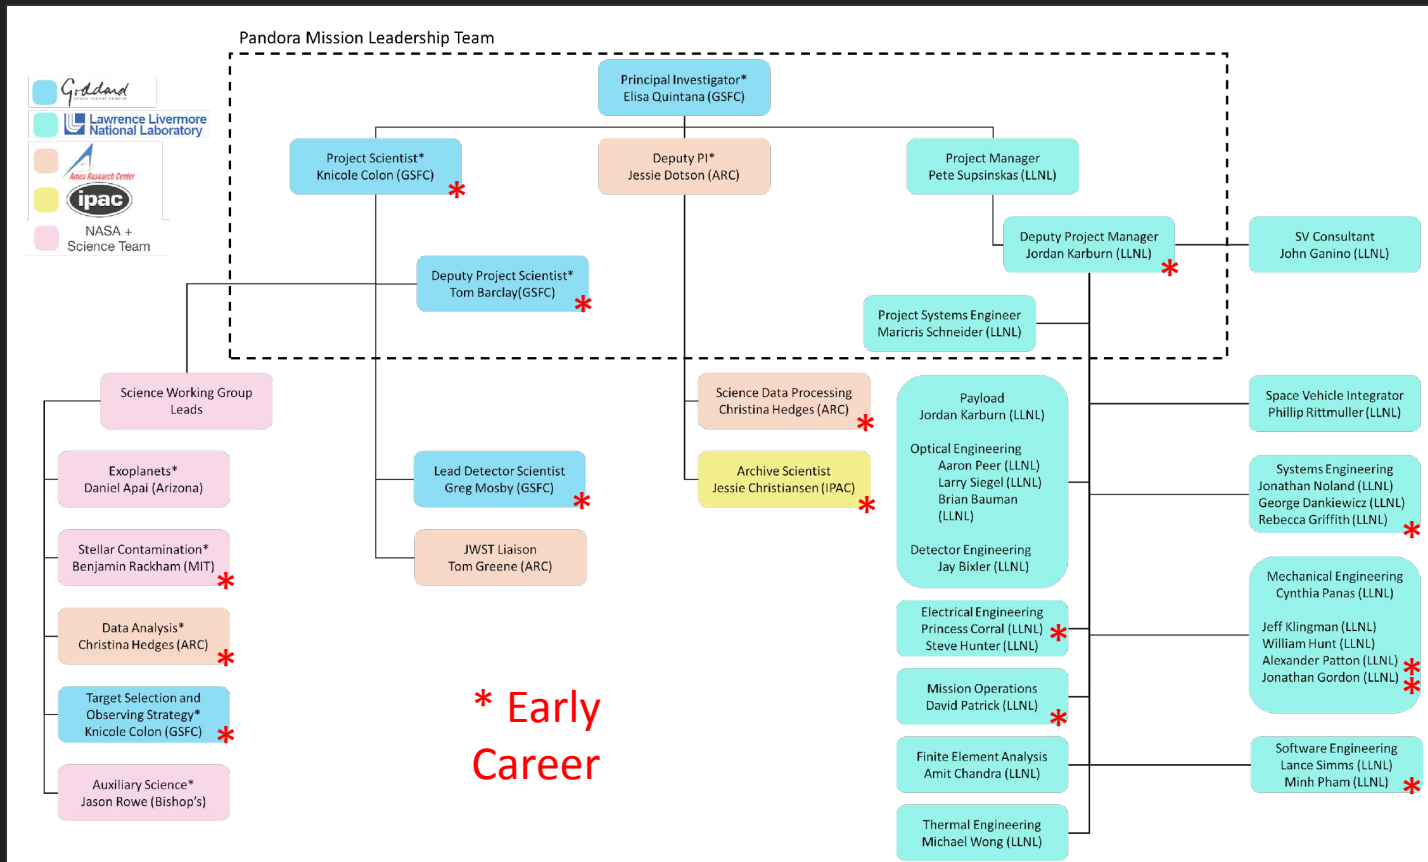 Pandora Mission Leadership Team
Goddard
SPACE FLIGHT CENTER
Lawrence Livermore
National Laboratory
Ames Research Center
ipac
NASA +
Science Team
Principal Investigator*
Elisa Quintana (GSFC)
Project Scientist*
Knicole Colon (GSFC)
*
Deputy PI*
Jessie Dotson (ARC)
Project Manager
Pete Supsinskas (LLNL)
Deputy Project Manager
Jordan Karburn (LLNL)
*
SV Consultant
John Ganino (LLNL)
Deputy Project Scientist*
Tom Barclay(GSFC)
*
Project Systems Engineer
Maricris Schneider (LLNL)
Science Working Group
Leads
Exoplanets*
Daniel Apai (Arizona)
Stellar Contamination*
Benjamin Rackham (MIT)
*
Data Analysis*
Christina Hedges (ARC)
*
Target Selection and
Observing Strategy*
Knicole Colon (GSFC)
*
Auxiliary Science*
Jason Rowe (Bishop's)
Lead Detector Scientist
Greg Mosby (GSFC)
*
JWST Liaison
Tom Greene (ARC)
Science Data Processing
Christina Hedges (ARC)
*
Archive Scientist
Jessie Christiansen (IPAC)
*
Payload
Jordan Karburn (LLNL)
Optical Engineering
Aaron Peer (LLNL)
Larry Siegel (LLNL)
Brian Bauman
(LLNL)
Detector Engineering
Jay Bixler (LLNL)
Electrical Engineering
Princess Corral (LLNL) *
Steve Hunter (LLNL)
Mission Operations
David Patrick (LLNL)
*
Finite Element Analysis
Amit Chandra (LLNL)
Thermal Engineering
Michael Wong (LLNL)
Space Vehicle Integrator
Phillip Rittmuller (LLNL)
Systems Engineering
Jonathan Noland (LLNL)
George Dankiewicz (LLNL)
Rebecca Griffith (LLNL) *
Mechanical Engineering
Cynthia Panas (LLNL)
Jeff Klingman (LLNL)
William Hunt (LLNL)
Alexander Patton (LLNL) *
Jonathan Gordon (LLNL) *
Software Engineering
Lance Simms (LLNL)
Minh Pham (LLNL) *
* Early
Career